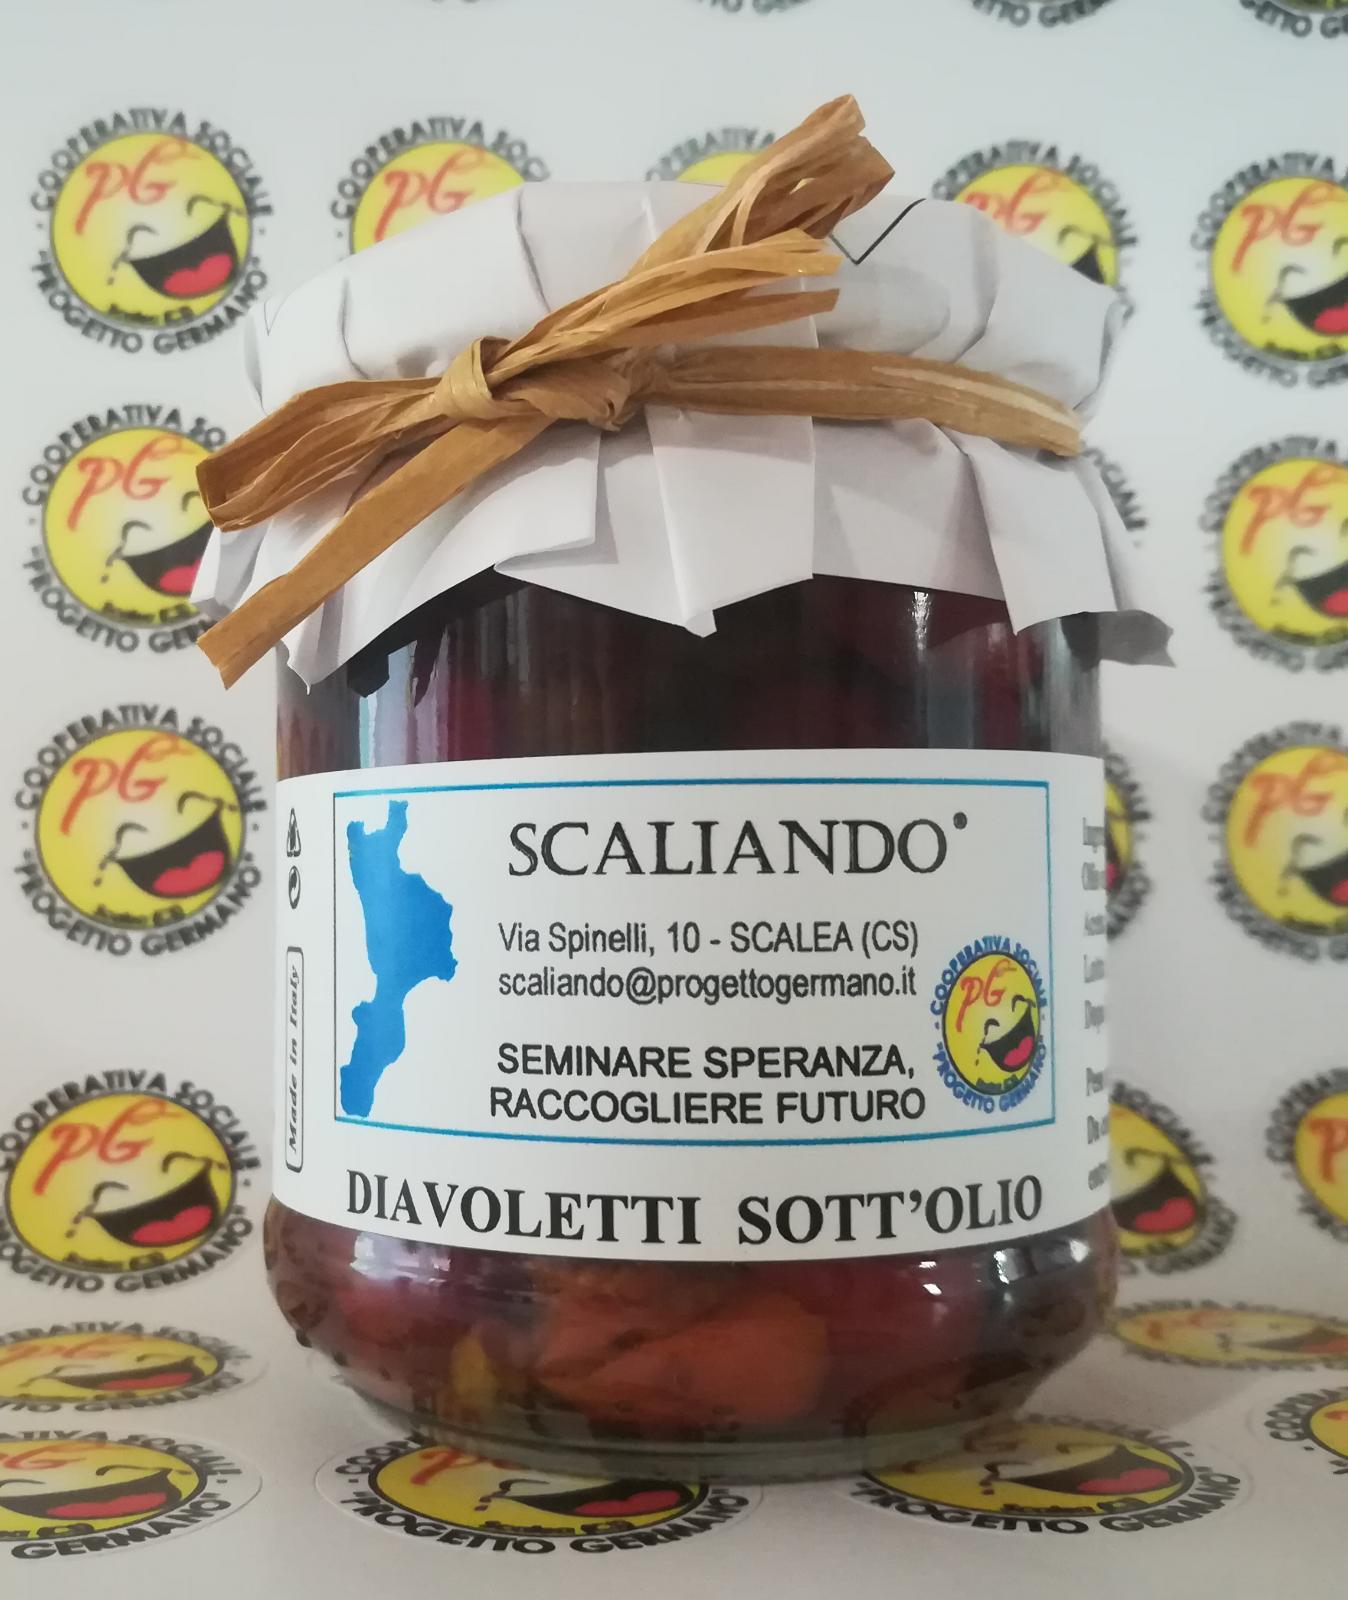 SCALIANDO
Via Spinelli, 10 - SCALEA (CS)
scaliando@progettogermano.it
SEMINARE SPERANZA,
RACCOGLIERE FUTURO
DIAVOLETTI SOTT'OLIO
Made in Italy
COOPERATIVA SOCIALE
PG
"PROGETTO GERMANO"